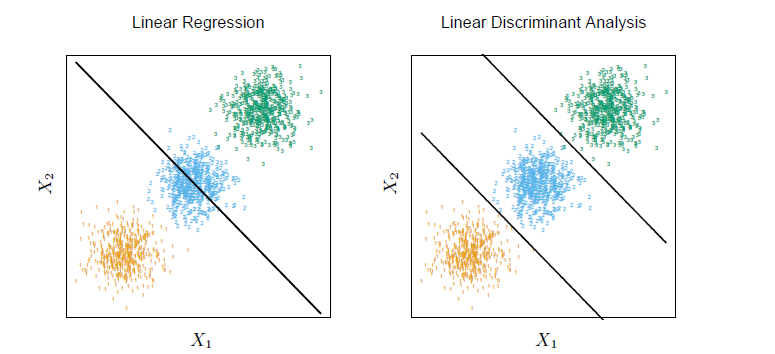 Linear Regression
Linear Discriminant Analysis
X2
X2
X1
X1